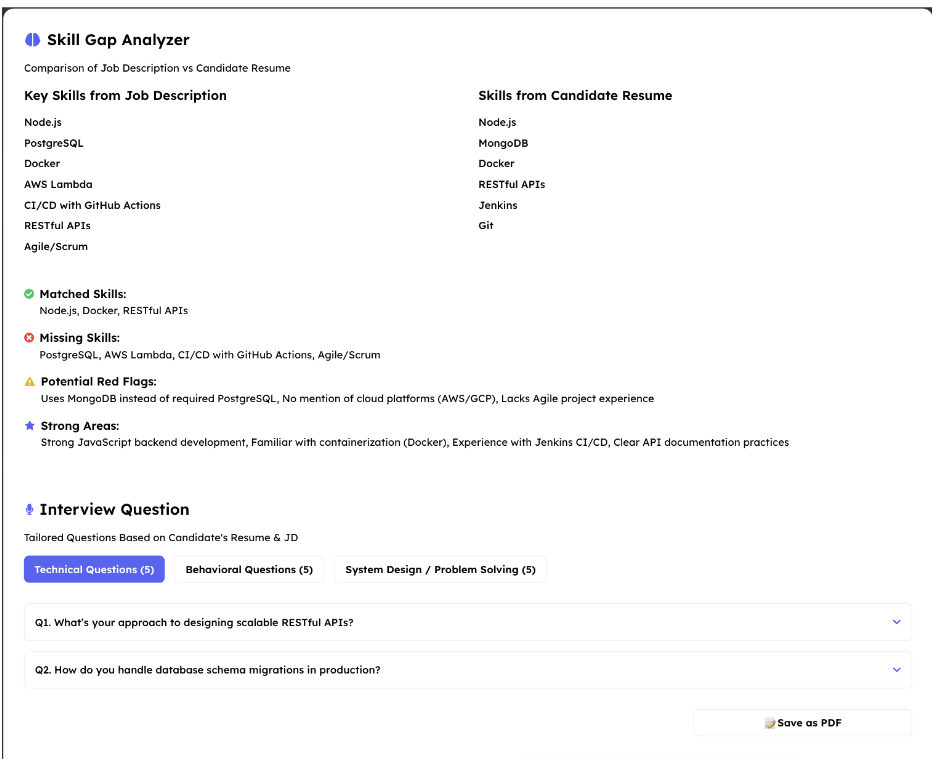 Skill Gap Analyzer
Comparison of Job Description vs Candidate Resume
Key Skills from Job Description
Node.js
PostgreSQL
Docker
AWS Lambda
CI/CD with GitHub Actions
RESTful APIs
Agile/Scrum
Skills from Candidate Resume
Node.js
MongoDB
Docker
RESTful APIs
Jenkins
Git
Matched Skills:
Node.js, Docker, RESTful APIs
Missing Skills:
PostgreSQL, AWS Lambda, CI/CD with GitHub Actions, Agile/Scrum
Potential Red Flags:
Uses MongoDB instead of required PostgreSQL, No mention of cloud platforms (AWS/GCP), Lacks Agile project experience
Strong Areas:
Strong JavaScript backend development, Familiar with containerization (Docker), Experience with Jenkins CI/CD, Clear API documentation practices
Interview Question
Tailored Questions Based on Candidate's Resume & JD
Technical Questions (5)
Behavioral Questions (5)
System Design / Problem Solving (5)
Q1. What's your approach to designing scalable RESTful APIs?
Q2. How do you handle database schema migrations in production?
Save as PDF